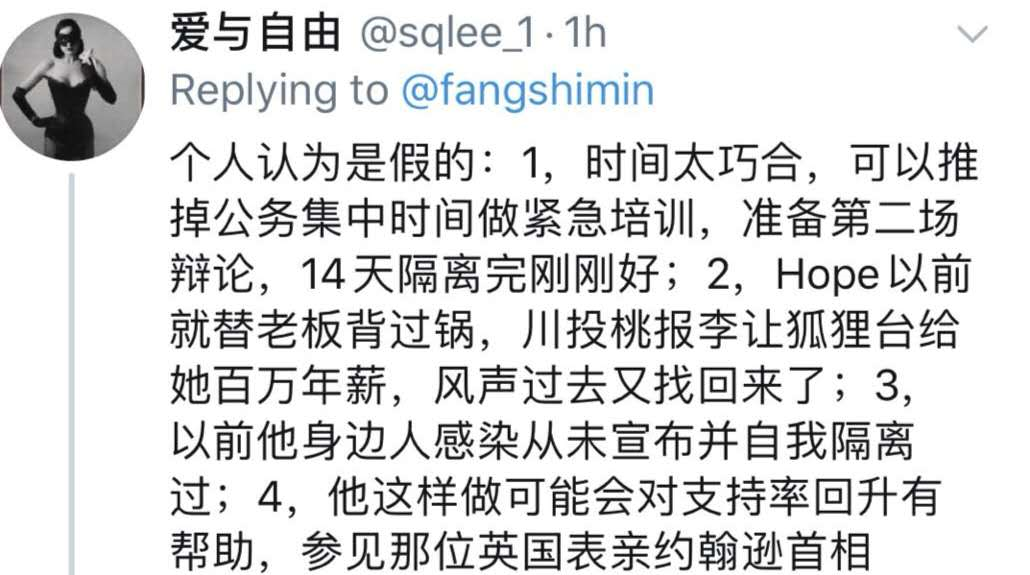 爱与自由 @sqlee_1 · 1h
Replying to @fangshimin
个人认为是假的：1，时间太巧合，可以推
掉公务集中时间做紧急培训，准备第二场
辩论，14天隔离完刚刚好；2，Hope以前
就替老板背过锅，川投桃报李让狐狸台给
她百万年薪，风声过去又找回来了；3，
以前他身边人感染从未宣布并自我隔离
过；4，他这样做可能会对支持率回升有
帮助，参见那位英国表亲约翰逊首相